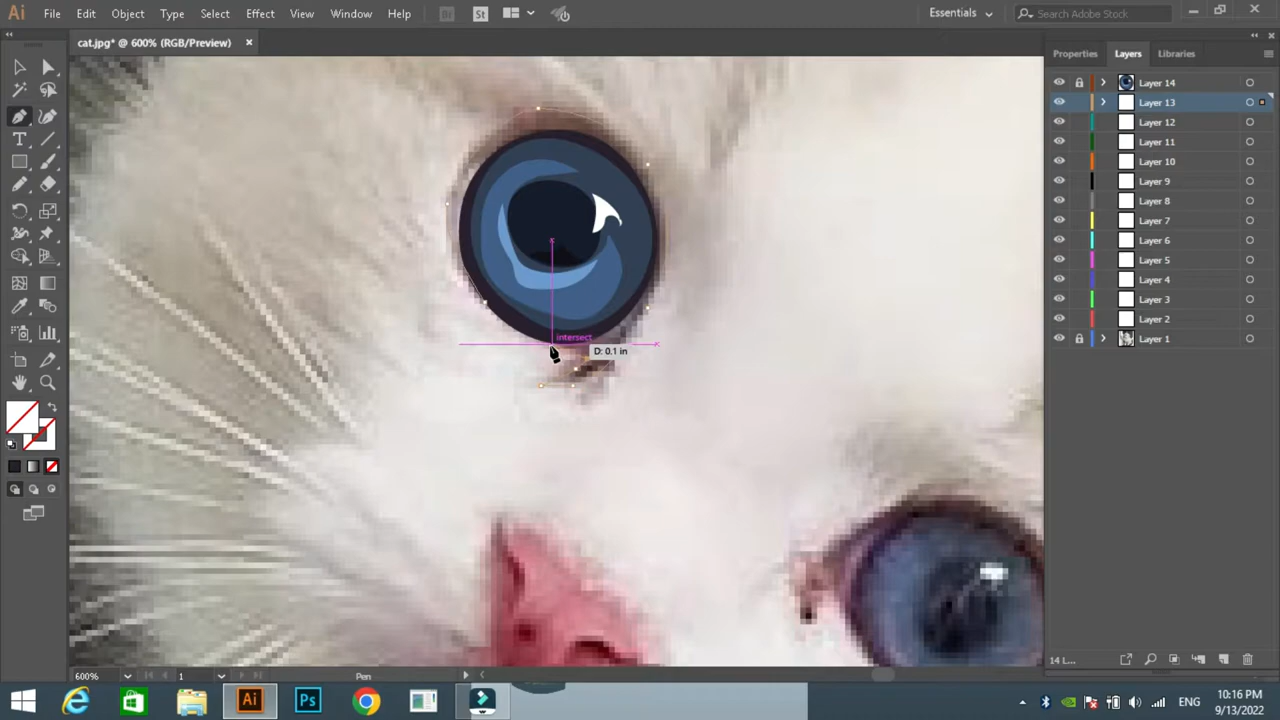 Ai
File Edit Object Type Select Effect View Window Help
Br
St
Essentials
Search Adobe Stock
cat.jpg* @ 600% (RGB/Preview) ×
Properties Layers Libraries
Layer 14
Layer 13
Layer 12
Layer 11
Layer 10
Layer 9
Layer 8
Layer 7
Layer 6
Layer 5
Layer 4
Layer 3
Layer 2
Layer 1
T
intersect
D: 0.1 in
14 L...
600%
1
Pen
Ai
Ps
ENG
10:16 PM
9/13/2022